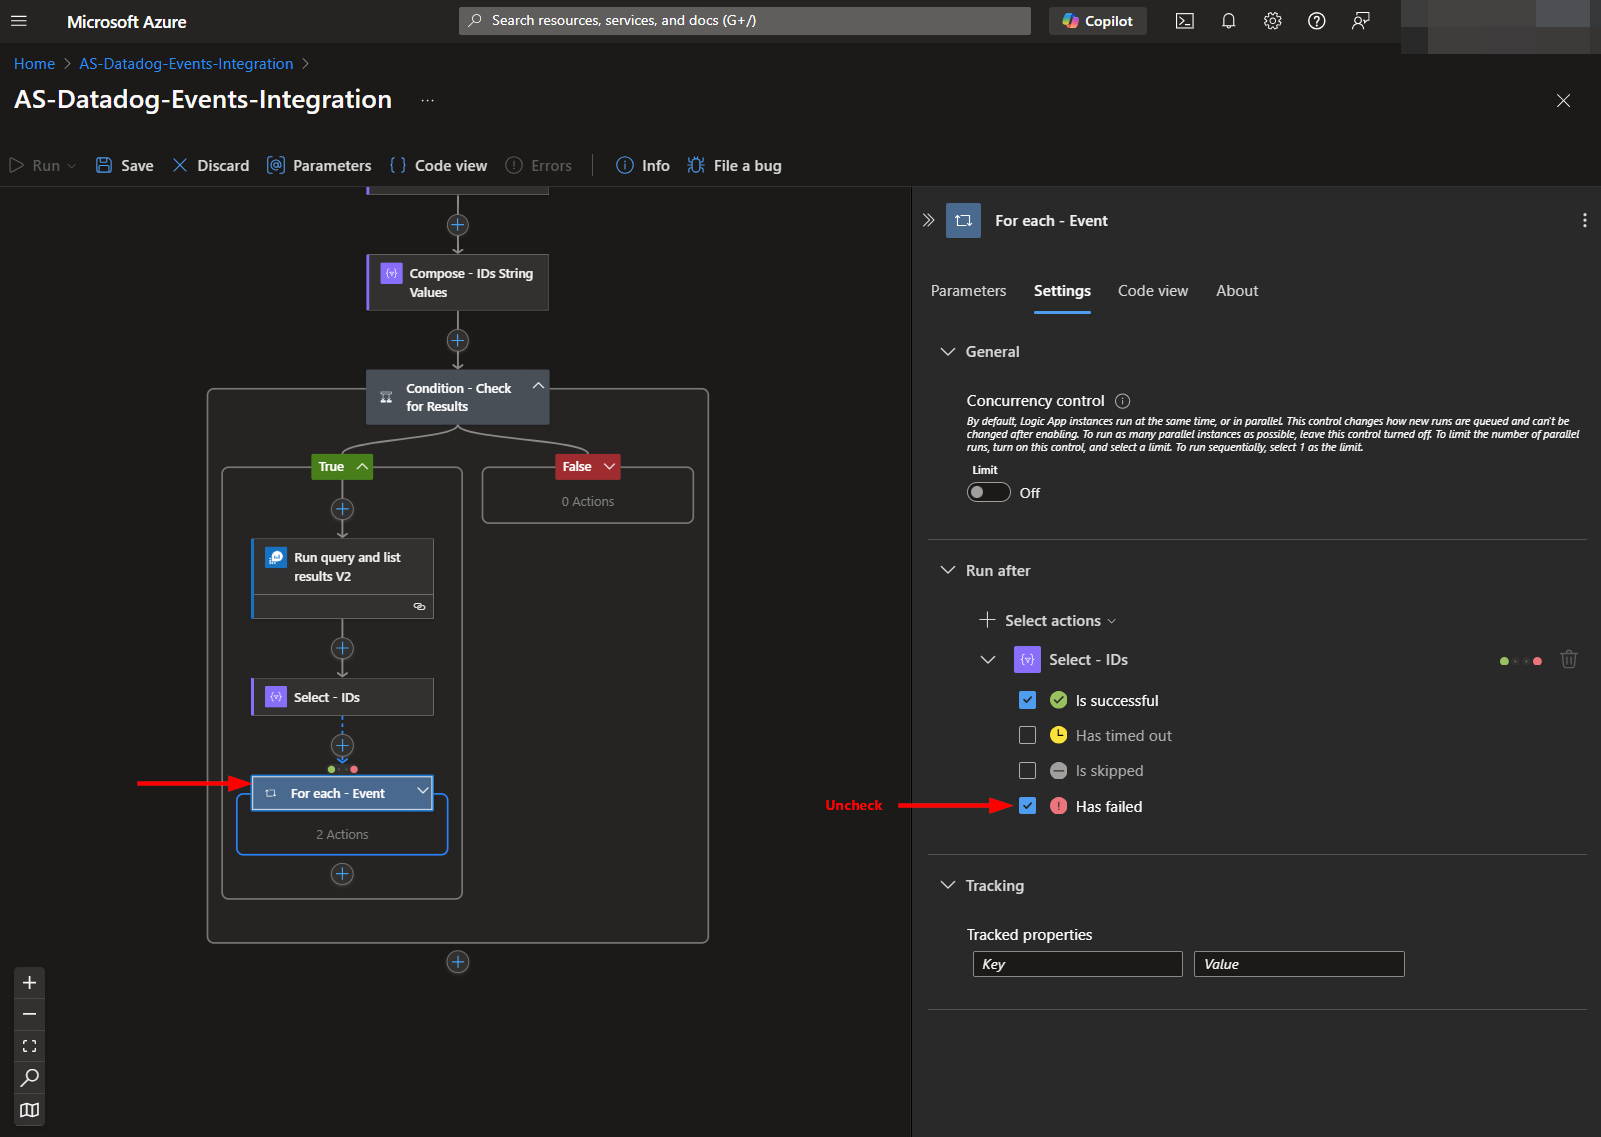 Microsoft Azure
Search resources, services, and docs (G+/)
Copilot
Home > AS-Datadog-Events-Integration >
AS-Datadog-Events-Integration ...
Run
Save
Discard
Parameters
Code view
Errors
Info
File a bug
Compose - IDs String
Values
Condition - Check
for Results
True
False
0 Actions
Run query and list
results V2
Select - IDs
For each - Event
2 Actions
Uncheck
For each - Event
Parameters
Settings
Code view
About
General
Concurrency control
By default, Logic App instances run at the same time, or in parallel. This control changes how new runs are queued and can't be
changed after enabling. To run as many parallel instances as possible, leave this control turned off. To limit the number of parallel
runs, turn on this control, and select a limit. To run sequentially, select 1 as the limit.
Limit
Off
Run after
Select actions
Select - IDs
Is successful
Has timed out
Is skipped
Has failed
Tracking
Tracked properties
Key
Value